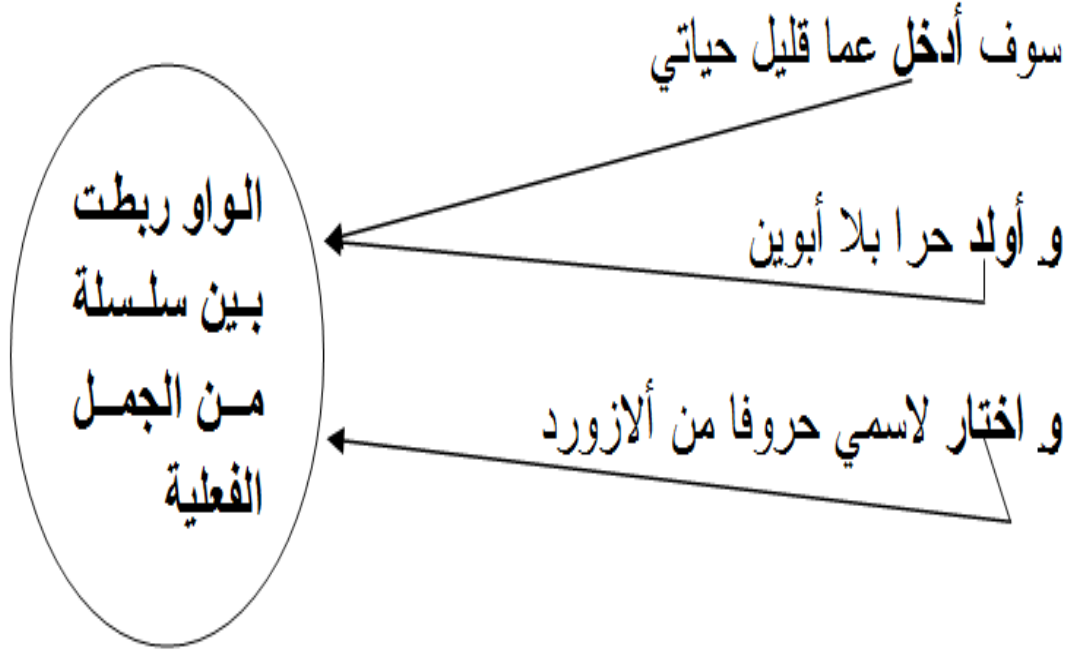 سوف أدخل عما قليل حياتي
و أولد حرا بلا أبوين
و اختار لاسمي حروفا من ألازورد
الواو ربطت
بين سلسلة
من الجمل
الفعلية